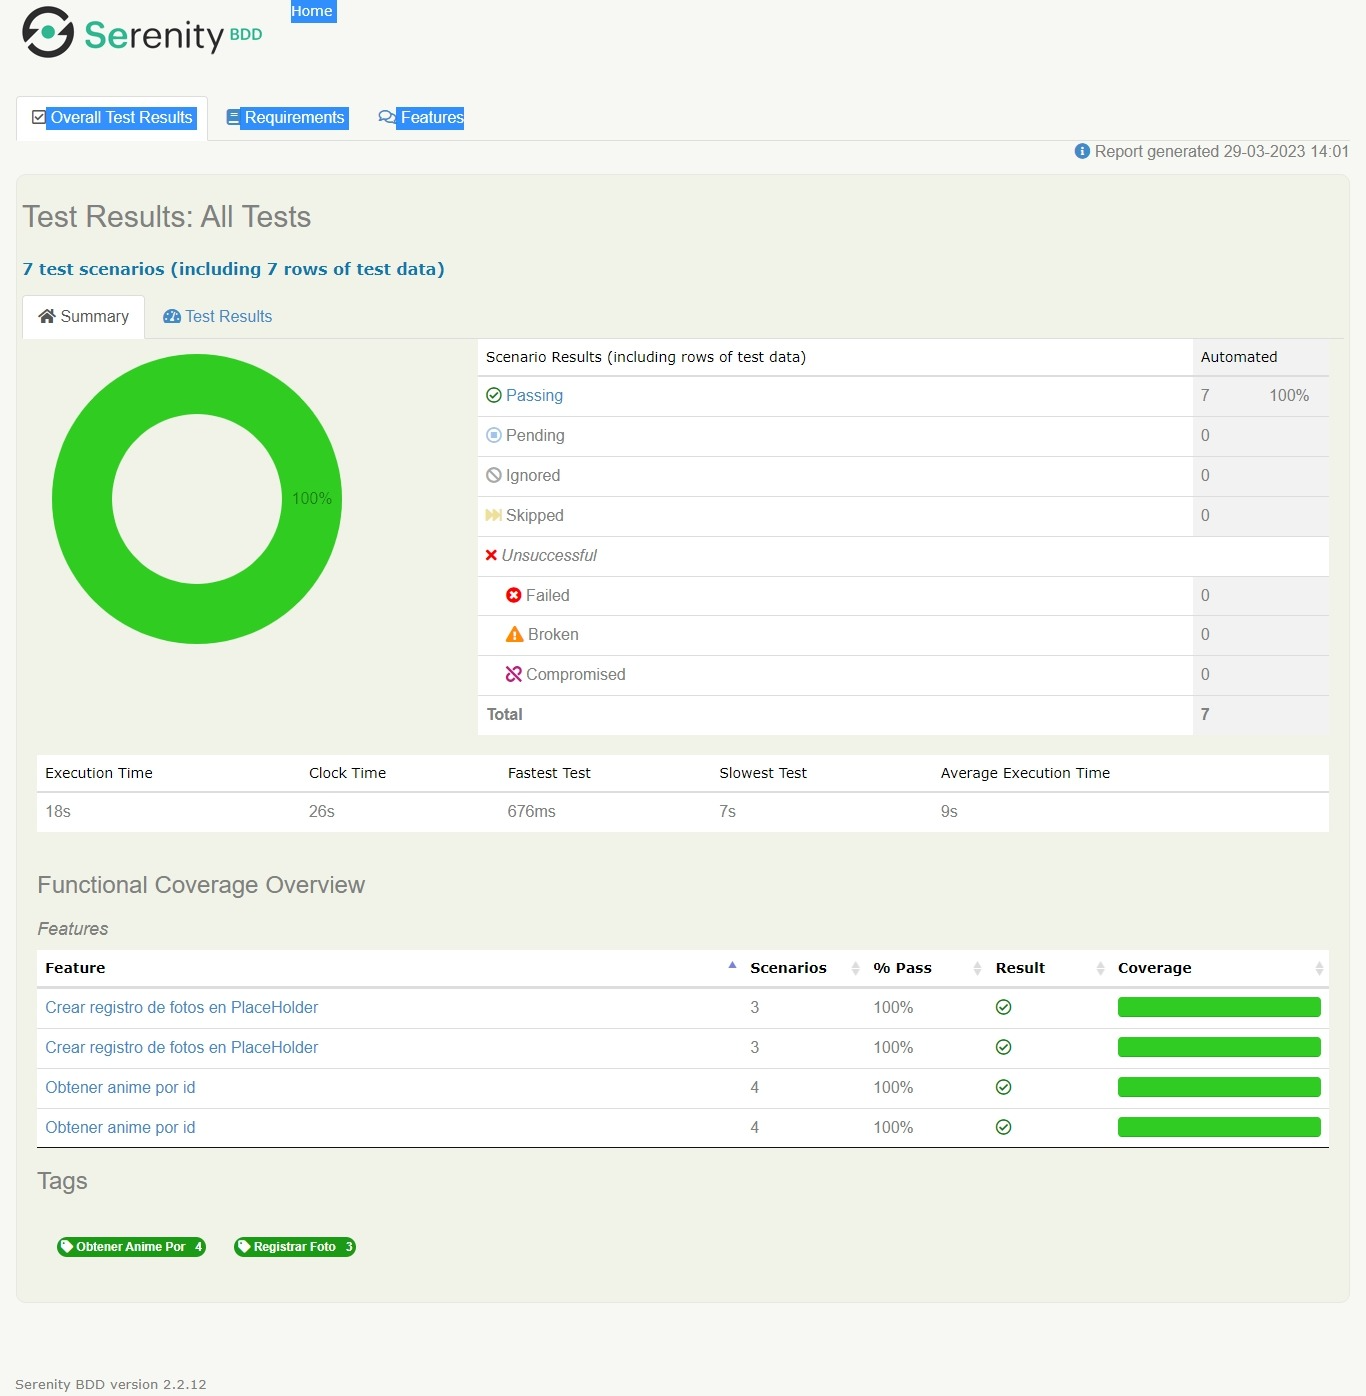 Home
Serenity BDD
Overall Test Results Requirements Features
Report generated 29-03-2023 14:01
Test Results: All Tests
7 test scenarios (including 7 rows of test data)
Summary Test Results
100%
Scenario Results (including rows of test data) Automated
Passing 7 100%
Pending 0
Ignored 0
Skipped 0
Unsuccessful
Failed 0
Broken 0
Compromised 0
Total 7
Execution Time Clock Time Fastest Test Slowest Test Average Execution Time
18s 26s 676ms 7s 9s
Functional Coverage Overview
Features
Feature Scenarios % Pass Result Coverage
Crear registro de fotos en PlaceHolder 3 100%
Crear registro de fotos en PlaceHolder 3 100%
Obtener anime por id 4 100%
Obtener anime por id 4 100%
Tags
Obtener Anime Por 4 Registrar Foto 3
Serenity BDD version 2.2.12